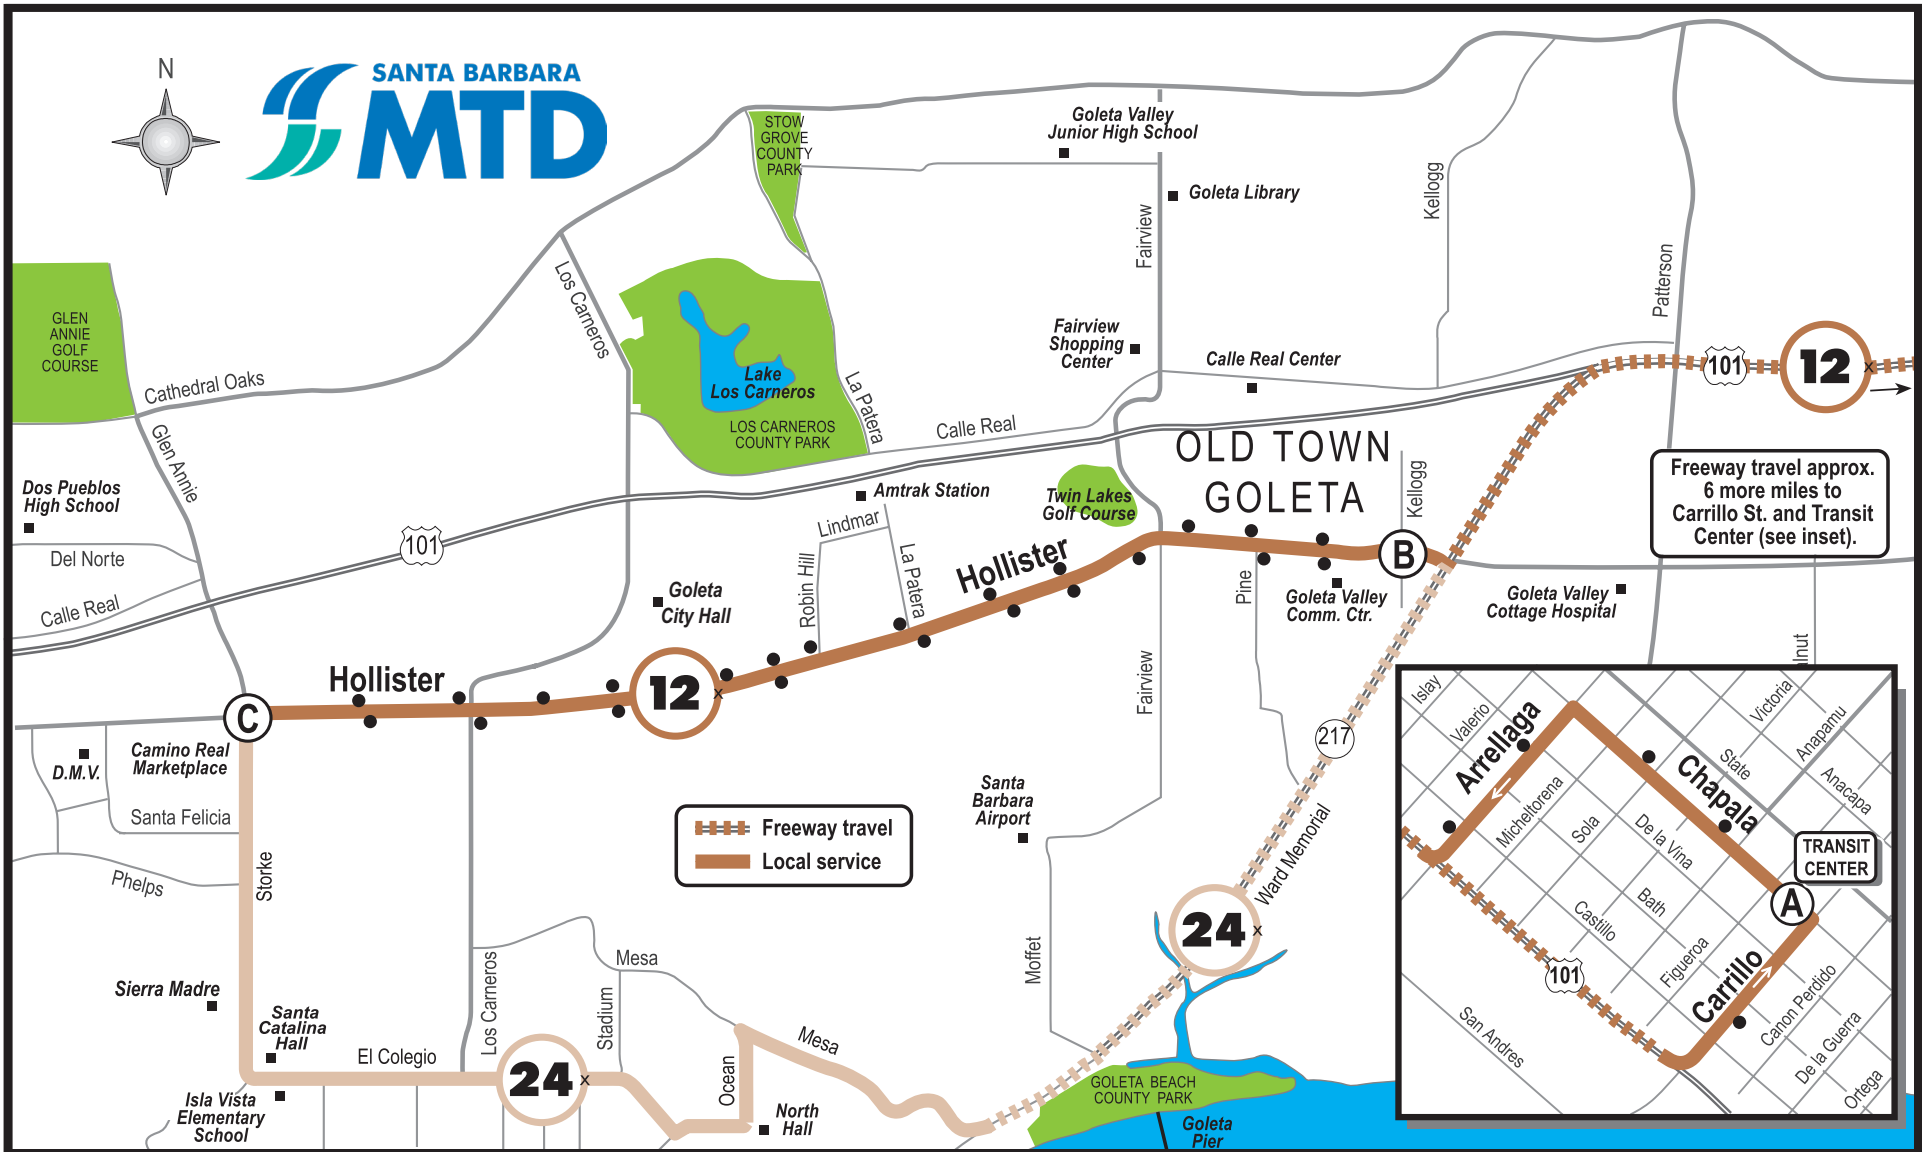 N
SANTA BARBARA
MTD
STOW
GROVE
COUNTY
PARK
Goleta Valley
Junior High School
Goleta Library
Kellogg
Fairview
Patterson
Los Carneros
GLEN
ANNIE
GOLF
COURSE
Cathedral Oaks
Lake
Los Carneros
LOS CARNEROS
COUNTY PARK
La Patera
Fairview
Shopping
Center
Calle Real Center
101
12
x
Calle Real
Glen Annie
OLD TOWN
GOLETA
Kellogg
Freeway travel approx.
6 more miles to
Carrillo St. and Transit
Center (see inset).
Dos Pueblos
High School
Amtrak Station
Twin Lakes
Golf Course
Lindmar
101
Del Norte
La Patera
Robin Hill
Hollister
B
Calle Real
Goleta
City Hall
Pine
Goleta Valley
Comm. Ctr.
Goleta Valley
Cottage Hospital
lnut
Hollister
12
x
C
Fairview
217
Camino Real
Marketplace
D.M.V.
Santa Felicia
Santa
Barbara
Airport
Freeway travel
Local service
Ward Memorial
Storke
Phelps
24
x
Moffet
Mesa
Sierra Madre
Los Carneros
Stadium
Santa
Catalina
Hall
El Colegio
24
x
Mesa
Ocean
Isla Vista
Elementary
School
North
Hall
GOLETA BEACH
COUNTY PARK
Goleta
Pier
Islay
Valerio
Arrellaga
Victoria
Anapamu
State
Chapala
Anacapa
Micheltorena
Sola
De la Vina
TRANSIT
CENTER
A
Bath
Castillo
Figueroa
Carrillo
101
Canon Perdido
San Andres
De la Guerra
Ortega